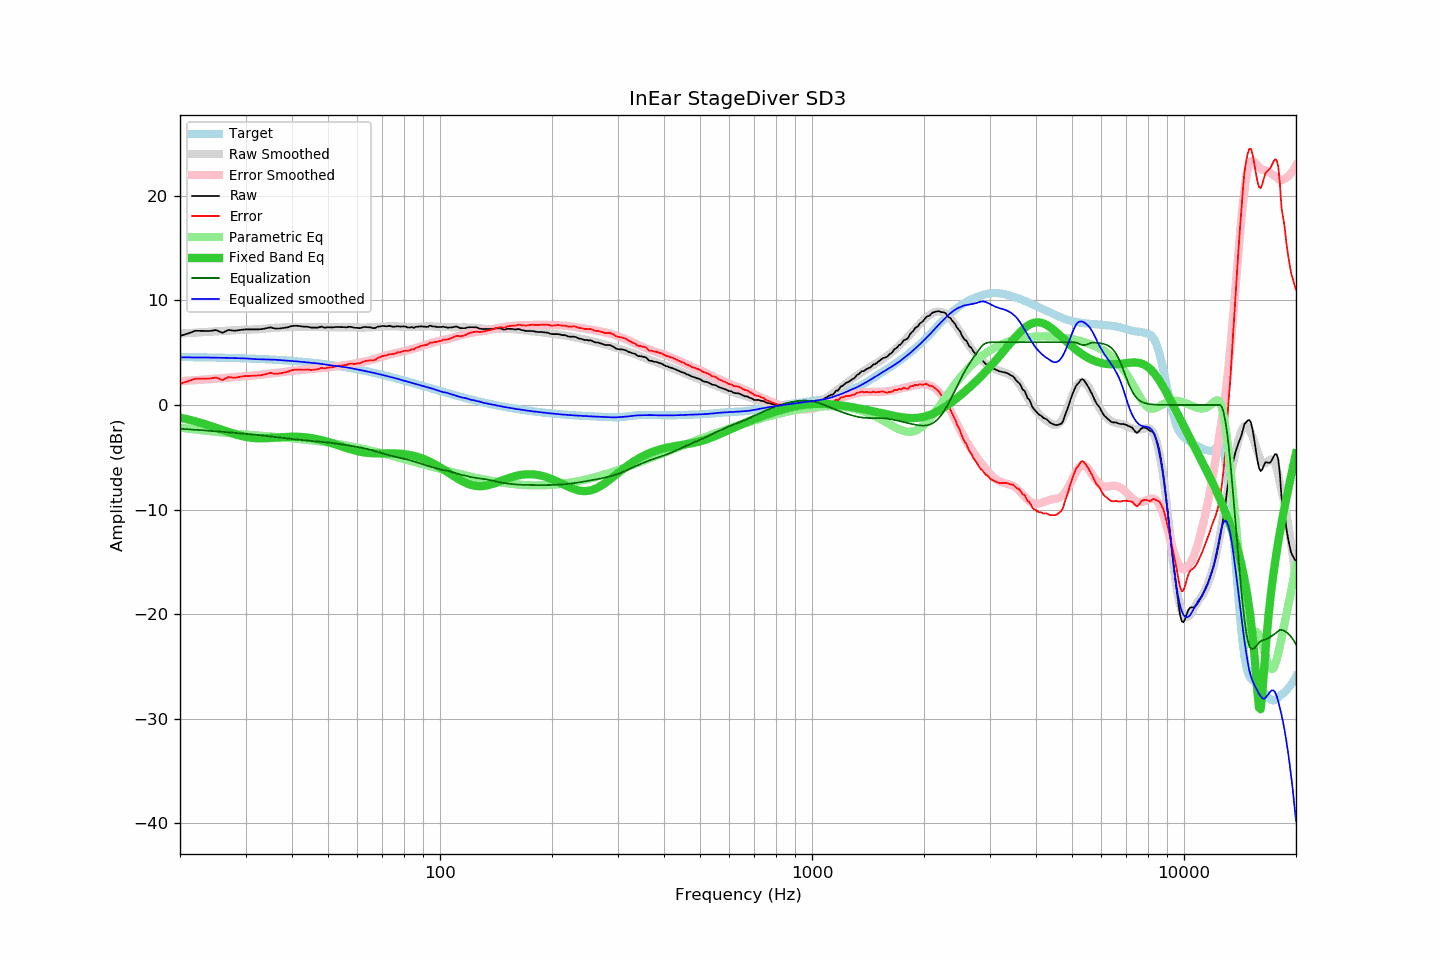 InEar StageDiver SD3
Target
Raw Smoothed
Error Smoothed
Raw
Error
Parametric Eq
Fixed Band Eq
Equalization
Equalized smoothed
Amplitude (dBr)
20
10
0
−10
−20
−30
−40
100
1000
10000
Frequency (Hz)